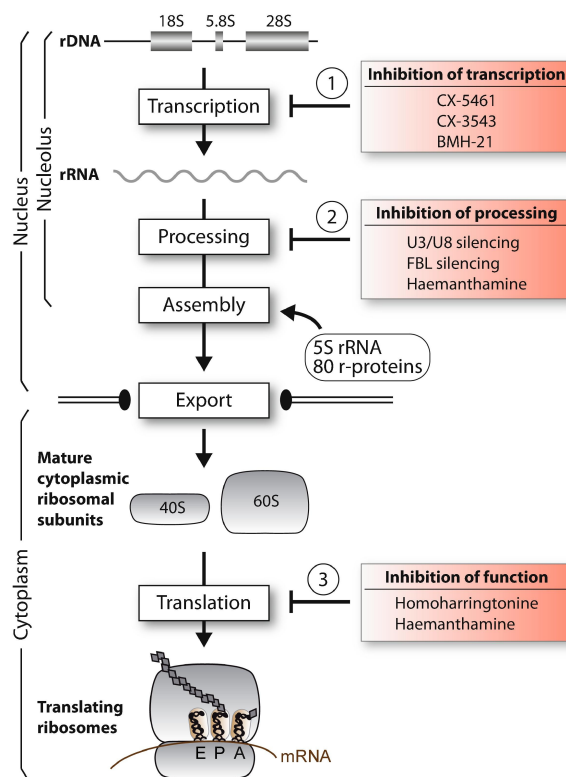 18S 5.8S 28S
rDNA
1
Inhibition of transcription
CX-5461
CX-3543
BMH-21
Transcription
Nucleus
Nucleolus
rRNA
2
Inhibition of processing
U3/U8 silencing
FBL silencing
Haemanthamine
Processing
Assembly
5S rRNA
80 r-proteins
Export
Mature
cytoplasmic
ribosomal
subunits
40S
60S
Cytoplasm
3
Inhibition of function
Homoharringtonine
Haemanthamine
Translation
Translating
ribosomes
E P A
mRNA